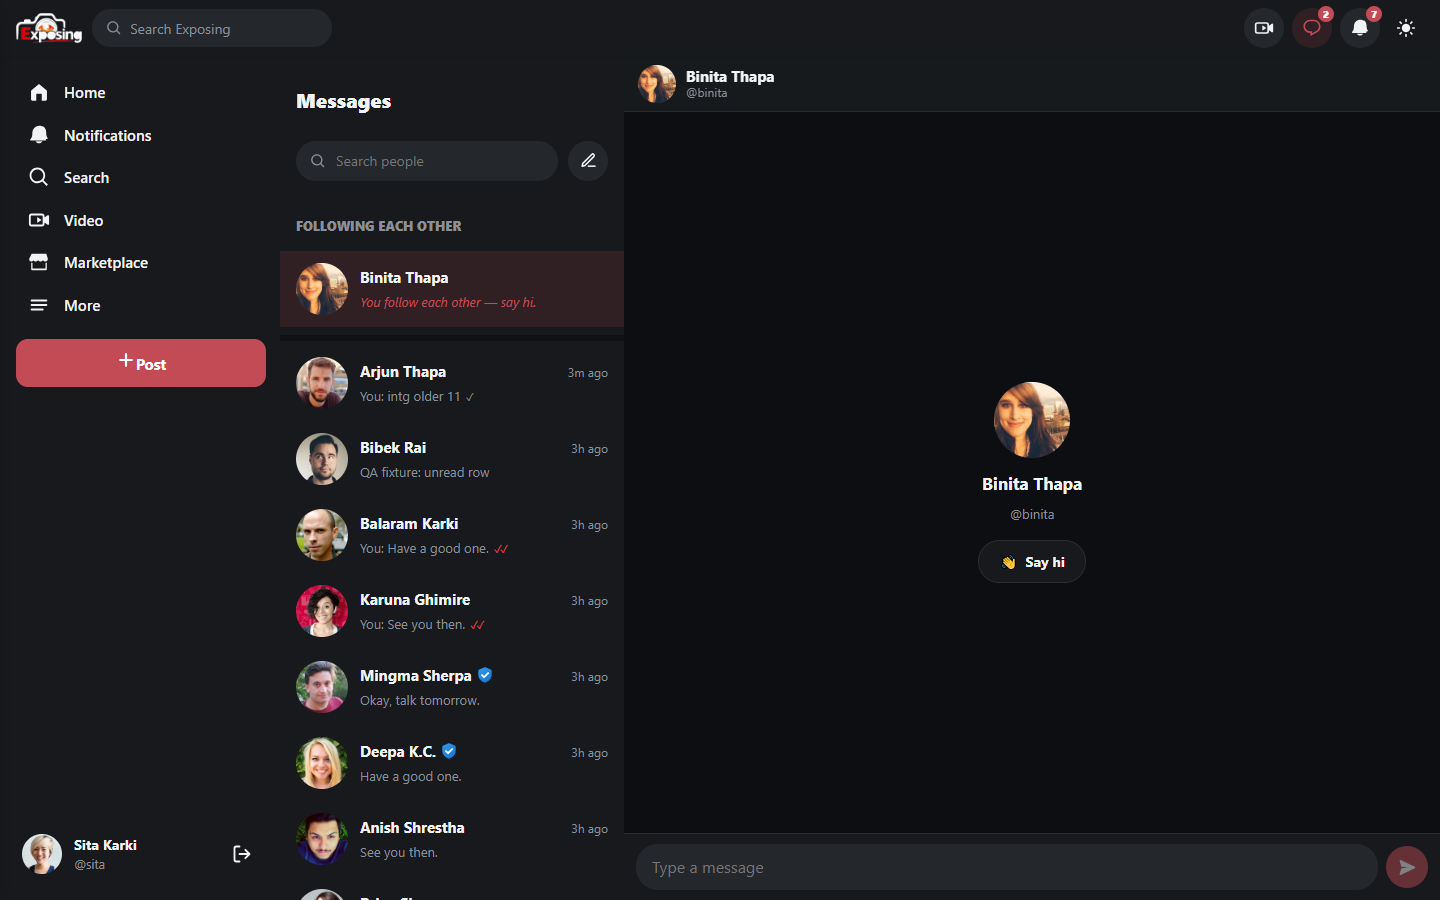 Exposing
Search Exposing
2
7
Home
Notifications
Search
Video
Marketplace
More
Post
Sita Karki
@sita
Messages
Search people
FOLLOWING EACH OTHER
Binita Thapa
You follow each other — say hi.
Arjun Thapa
3m ago
You: intg older 11 ✓
Bibek Rai
3h ago
QA fixture: unread row
Balaram Karki
3h ago
You: Have a good one. ✓✓
Karuna Ghimire
3h ago
You: See you then. ✓✓
Mingma Sherpa
3h ago
Okay, talk tomorrow.
Deepa K.C.
3h ago
Have a good one.
Anish Shrestha
3h ago
See you then.
Binita Thapa
@binita
Binita Thapa
@binita
👋 Say hi
Type a message